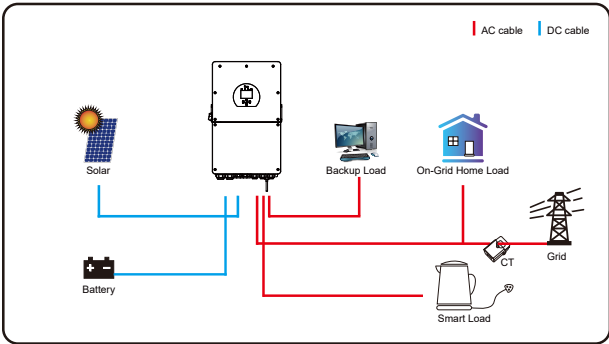 AC cable
DC cable
Solar
Backup Load
On-Grid Home Load
Battery
CT
Grid
Smart Load